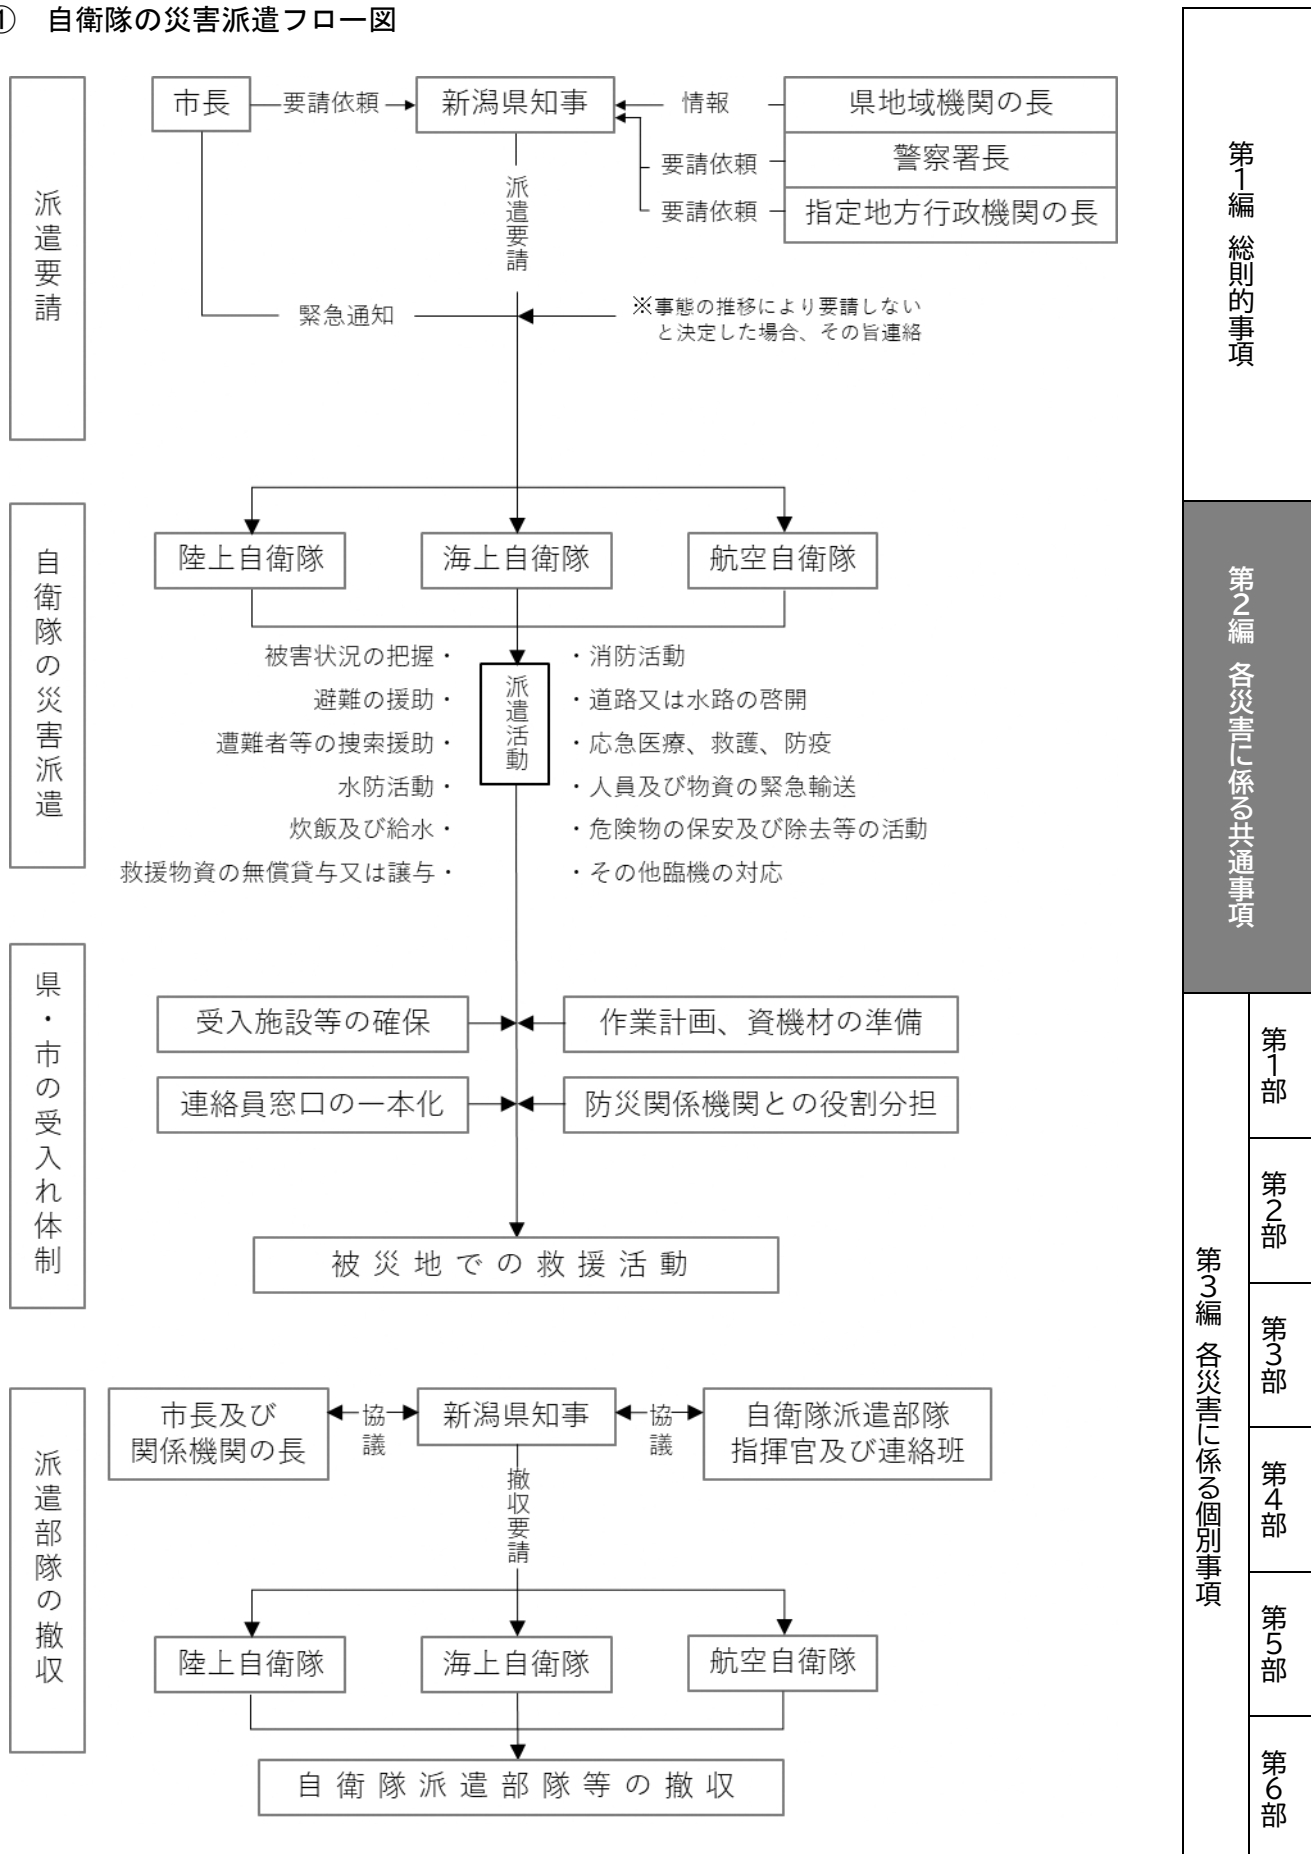 ① 自衛隊の災害派遣フロー図
派遣要請
市長
要請依頼
新潟県知事
情報
県地域機関の長
要請依頼
警察署長
要請依頼
指定地方行政機関の長
派遣要請
緊急通知
※事態の推移により要請しない
と決定した場合、その旨連絡
自衛隊の災害派遣
陸上自衛隊
海上自衛隊
航空自衛隊
派遣活動
被害状況の把握・
避難の援助・
遭難者等の捜索援助・
水防活動・
炊飯及び給水・
救援物資の無償貸与又は譲与・
・消防活動
・道路又は水路の啓開
・応急医療、救護、防疫
・人員及び物資の緊急輸送
・危険物の保安及び除去等の活動
・その他臨機の対応
県・市の受入れ体制
受入施設等の確保
作業計画、資機材の準備
連絡員窓口の一本化
防災関係機関との役割分担
被災地での救援活動
派遣部隊の撤収
市長及び
関係機関の長
協議
新潟県知事
協議
自衛隊派遣部隊
指揮官及び連絡班
撤収要請
陸上自衛隊
海上自衛隊
航空自衛隊
自衛隊派遣部隊等の撤収
第1編 総則的事項
第2編 各災害に係る共通事項
第3編 各災害に係る個別事項
第1部
第2部
第3部
第4部
第5部
第6部